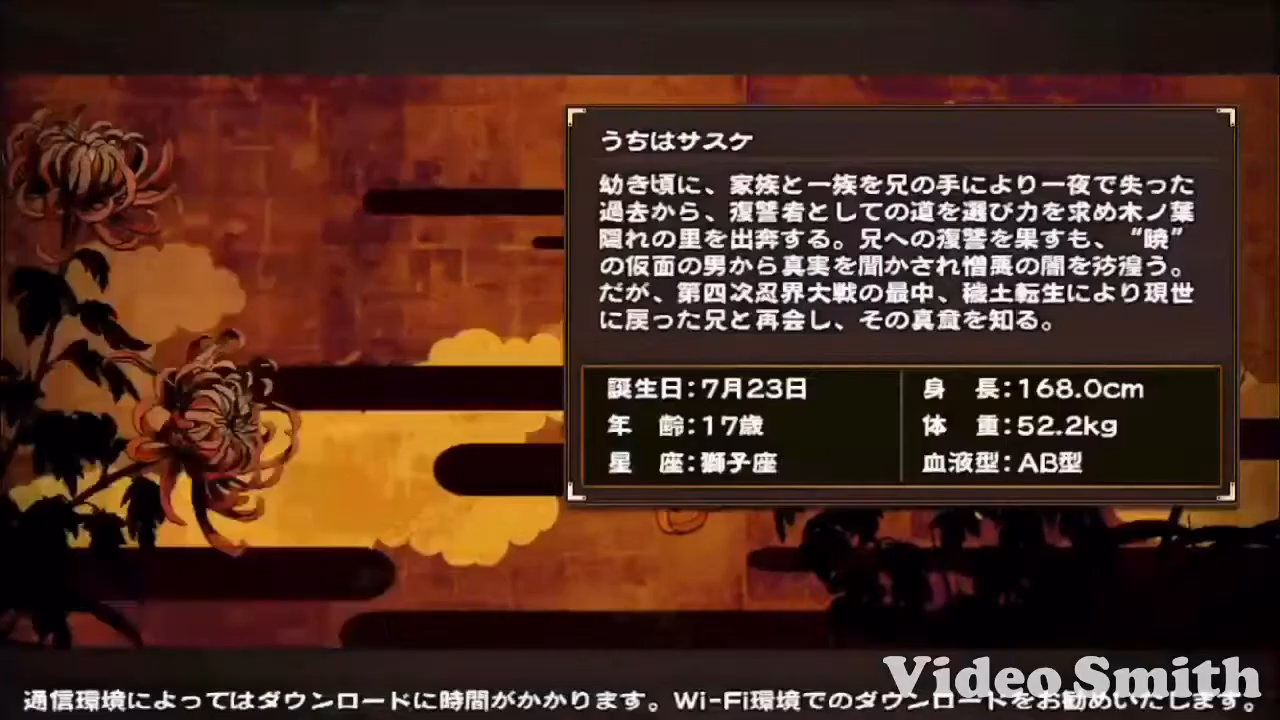 うちはサスケ
幼き頃に、家族と一族を兄の手により一夜で失った
過去から、復讐者としての道を選び力を求め木ノ葉
隠れの里を出奔する。兄への復讐を果すも、“暁”
の仮面の男から真実を聞かされ憎悪の闇を彷徨う。
だが、第四次忍界大戦の最中、穢土転生により現世
に戻った兄と再会し、その真意を知る。
誕生日：7月23日
年　齢：17歳
星　座：獅子座
身　長：168.0cm
体　重：52.2kg
血液型：AB型
Video Smith
通信環境によってはダウンロードに時間がかかります。Wi-Fi環境でのダウンロードをお勧めいたします。